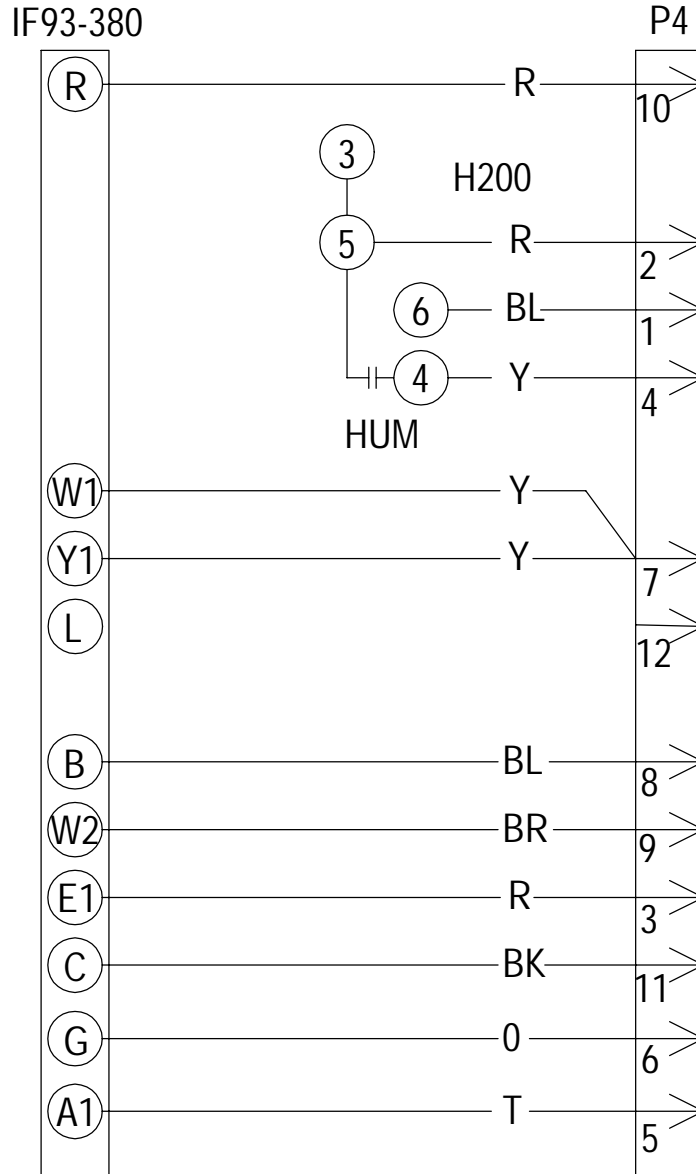 IF93-380 P4
R R 10
3
H200
5 R 2
6 BL 1
4 Y 4
HUM
W1 Y
Y1 Y 7
L 12
B BL 8
W2 BR 9
E1 R 3
C BK 11
G 0 6
A1 T 5